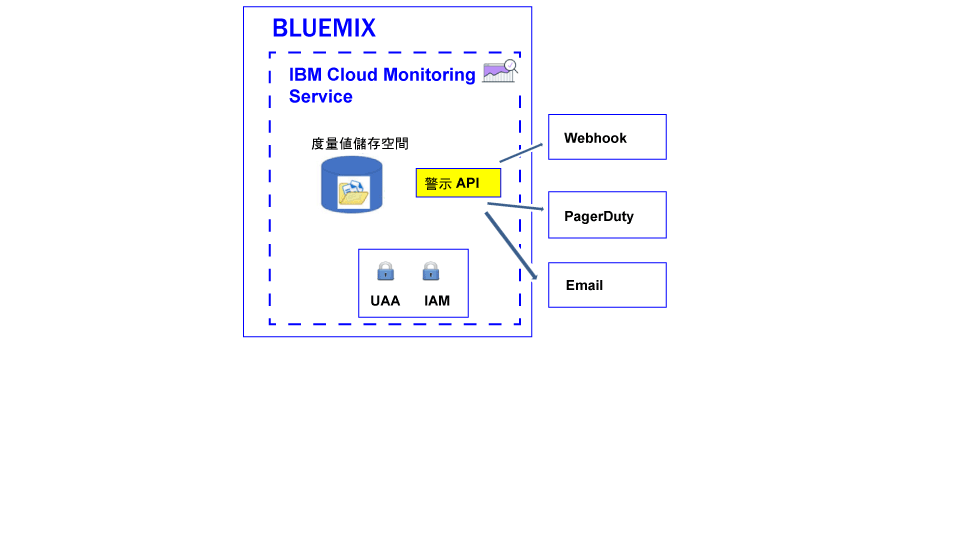 BLUEMIX
IBM Cloud Monitoring
Service
度量值儲存空間
警示 API
Webhook
PagerDuty
Email
UAA
IAM